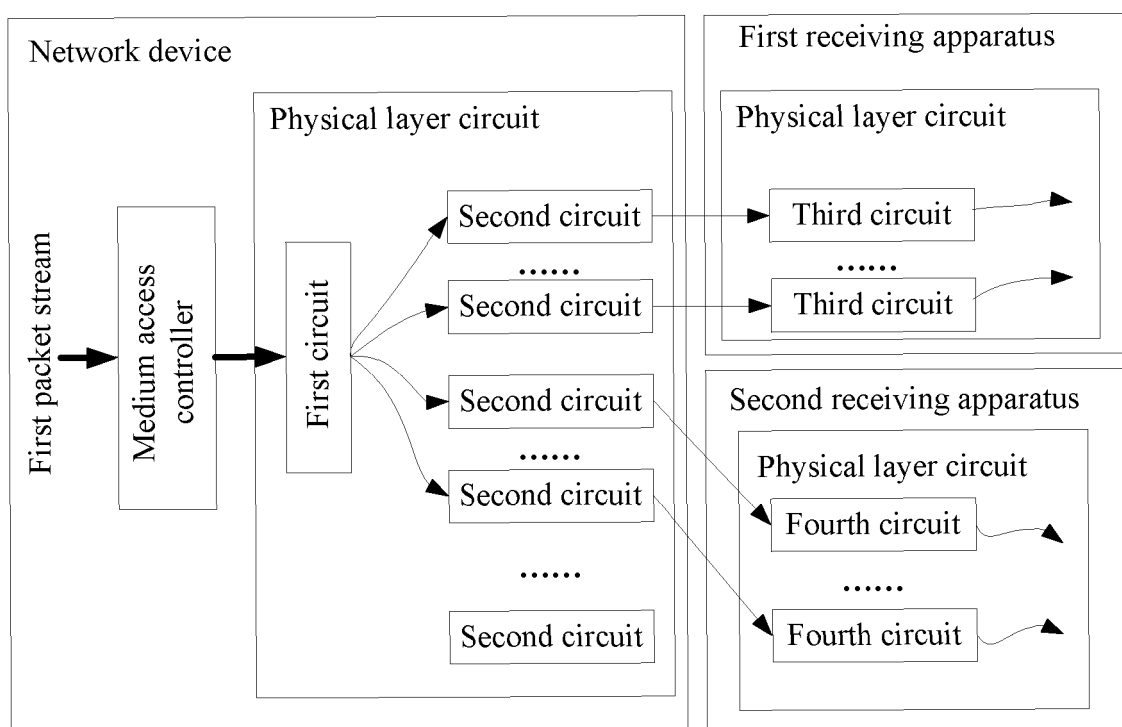 Network device
Physical layer circuit
First packet stream
Medium access
controller
First circuit
Second circuit
......
Second circuit
Second circuit
......
Second circuit
......
Second circuit
First receiving apparatus
Physical layer circuit
Third circuit
......
Third circuit
Second receiving apparatus
Physical layer circuit
Fourth circuit
......
Fourth circuit